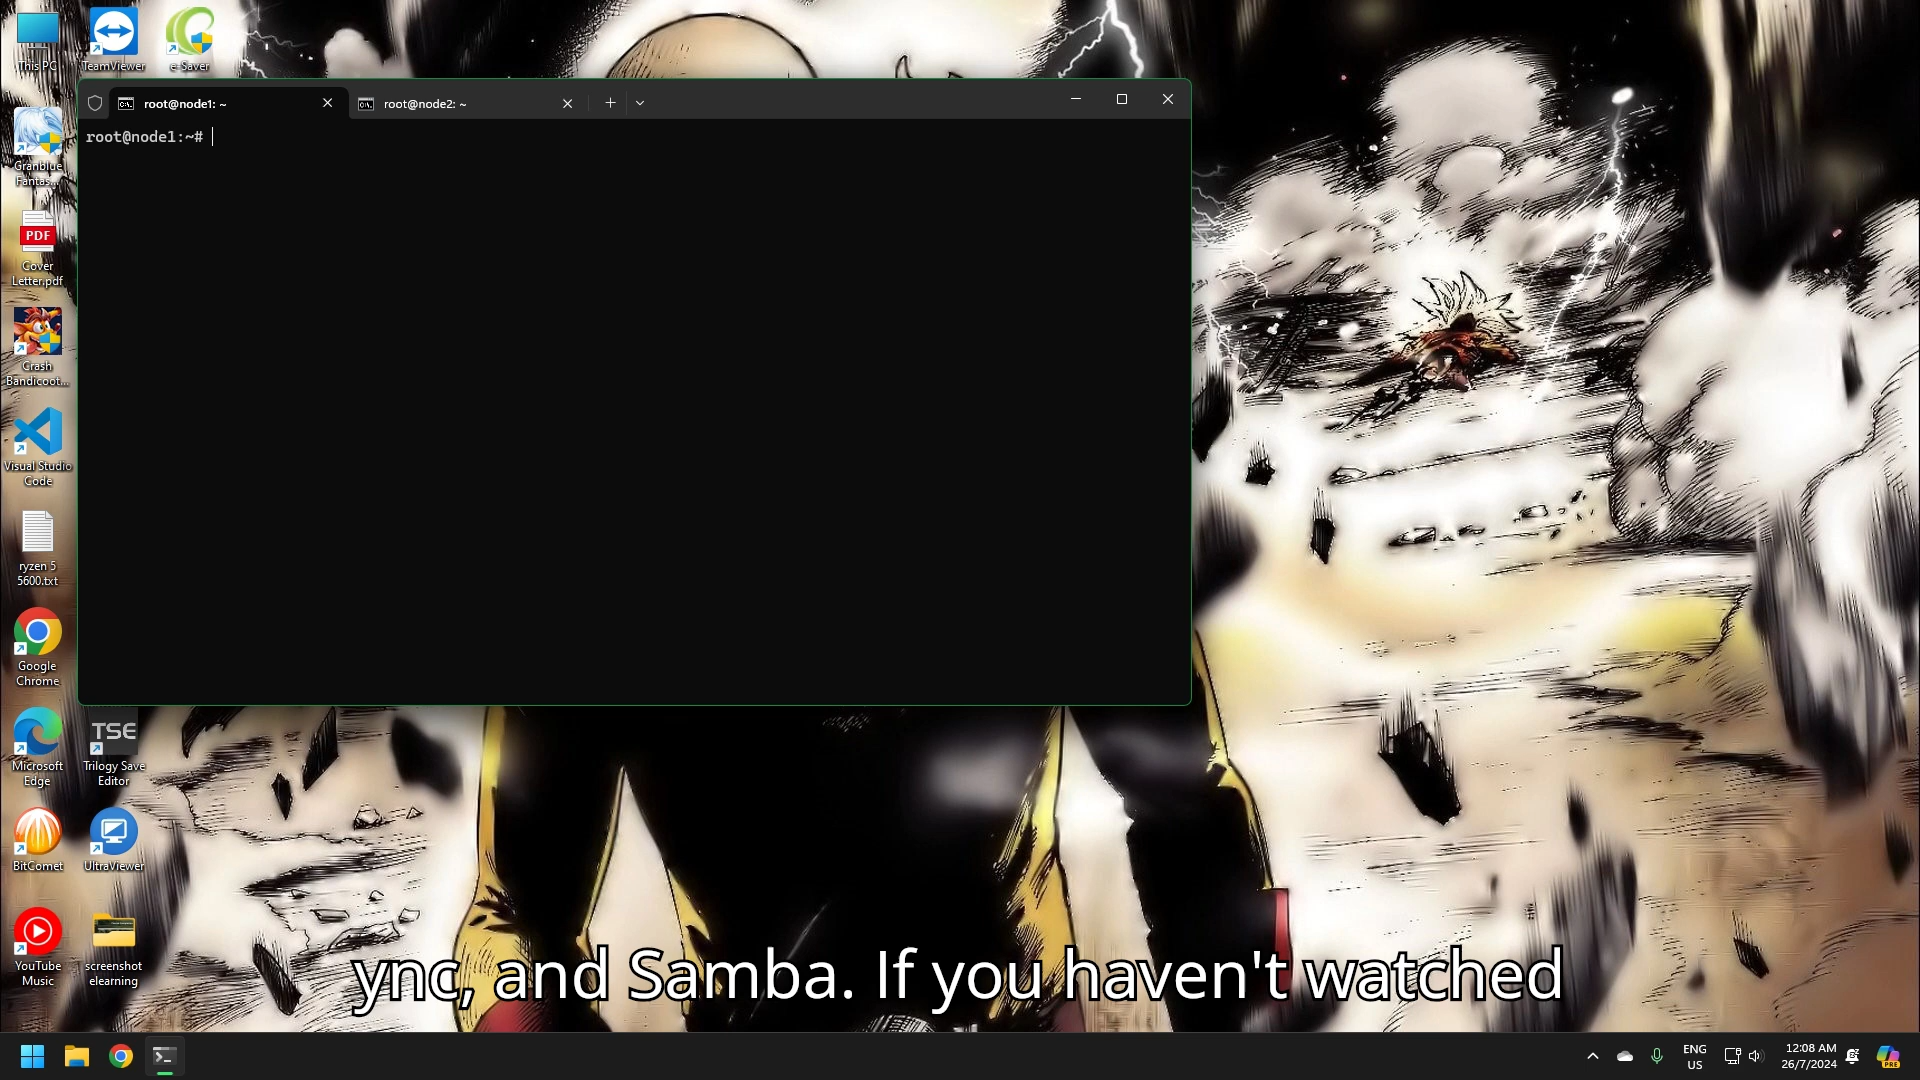 This PC
TeamViewer
e-Saver
root@node1: ~
root@node2: ~
root@node1:~#
Granblue
Fantas...
PDF
Cover
Letter.pdf
Crash
Bandicoot...
Visual Studio
Code
ryzen 5
5600.txt
Google
Chrome
TSE
Microsoft
Edge
Trilogy Save
Editor
BitComet
UltraViewer
YouTube
Music
screenshot
elearning
ync, and Samba. If you haven't watched
ENG
US
12:08 AM
26/7/2024
PRE